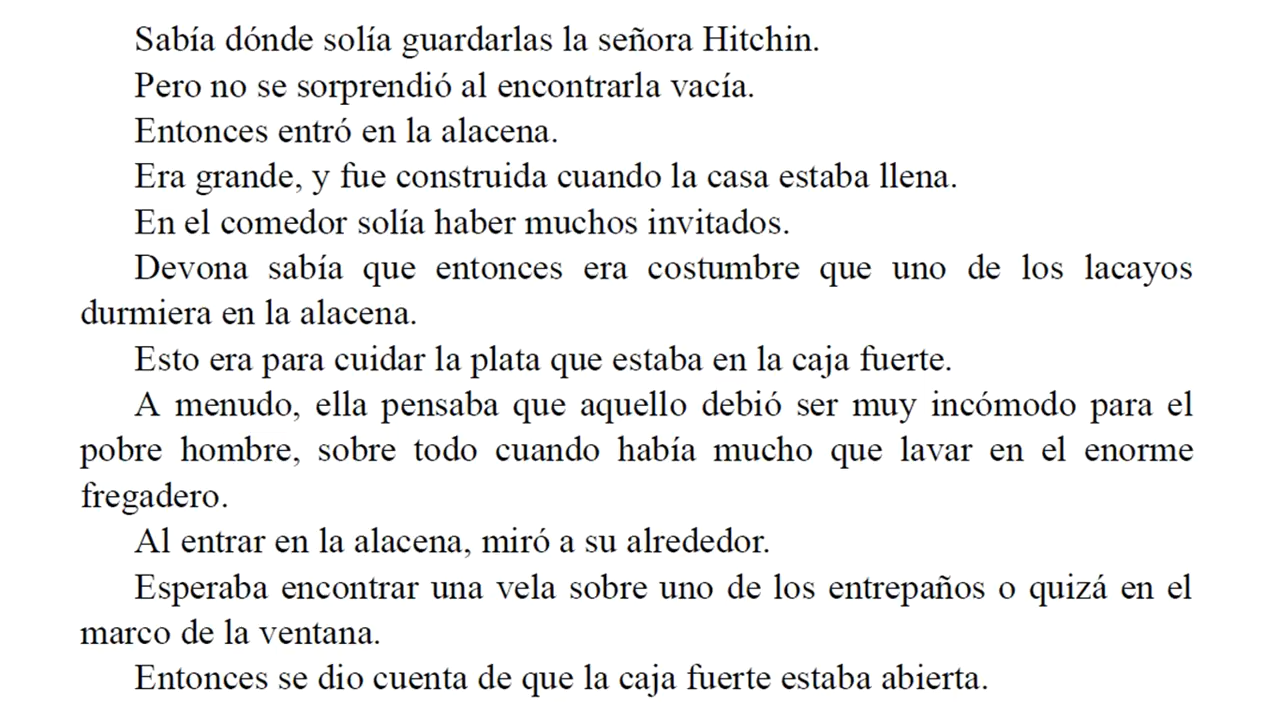 Sabía dónde solía guardarlas la señora Hitchin.
Pero no se sorprendió al encontrarla vacía.
Entonces entró en la alacena.
Era grande, y fue construida cuando la casa estaba llena.
En el comedor solía haber muchos invitados.
Devona sabía que entonces era costumbre que uno de los lacayos
durmiera en la alacena.
Esto era para cuidar la plata que estaba en la caja fuerte.
A menudo, ella pensaba que aquello debió ser muy incómodo para el
pobre hombre, sobre todo cuando había mucho que lavar en el enorme
fregadero.
Al entrar en la alacena, miró a su alrededor.
Esperaba encontrar una vela sobre uno de los entrepaños o quizá en el
marco de la ventana.
Entonces se dio cuenta de que la caja fuerte estaba abierta.